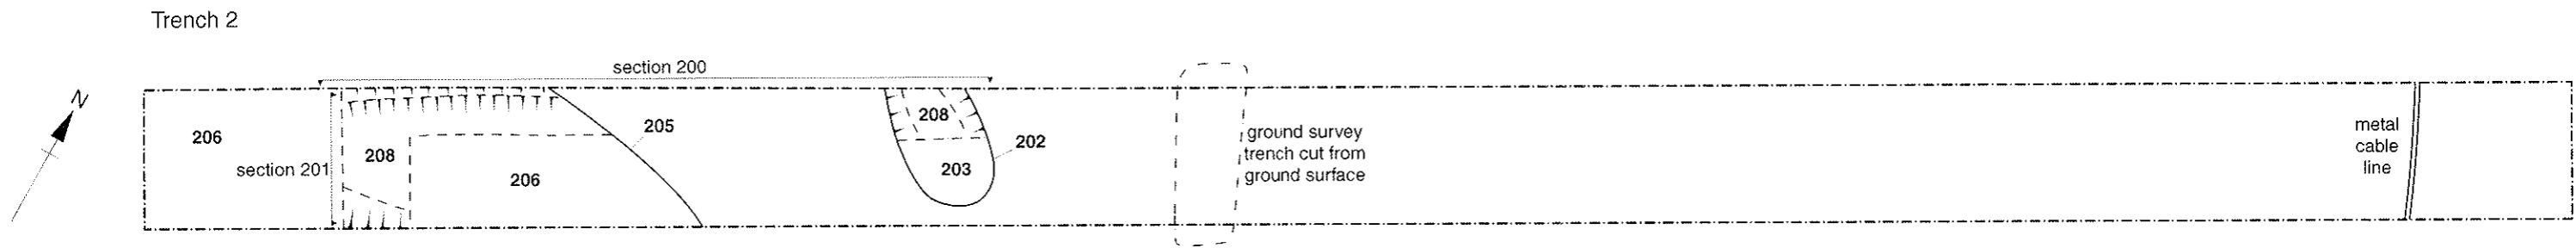 Trench 2
section 200
N
206
section 201
208
206
205
208
203
202
ground survey
trench cut from
ground surface
metal
cable
line